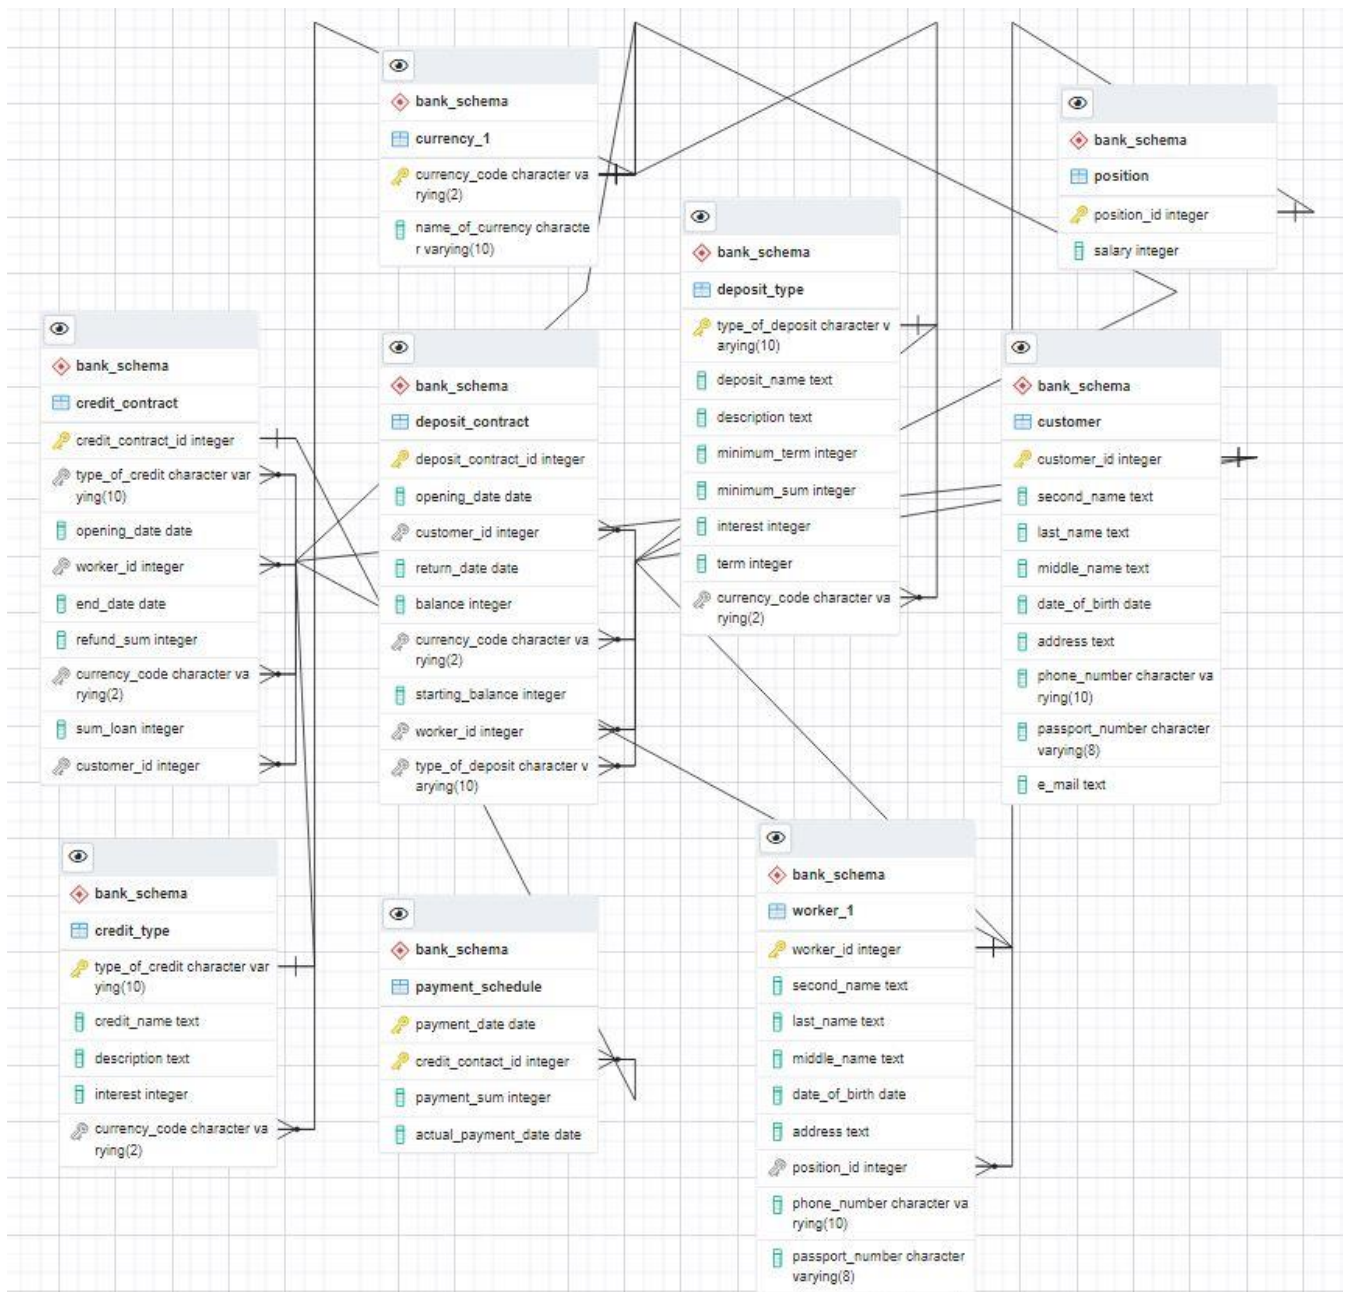 bank_schema
currency_1
currency_code character va
rying(2)
name_of_currency characte
r varying(10)
bank_schema
position
position_id integer
salary integer
bank_schema
deposit_type
type_of_deposit character v
arying(10)
deposit_name text
description text
minimum_term integer
minimum_sum integer
interest integer
term integer
currency_code character va
rying(2)
bank_schema
credit_contract
credit_contract_id integer
type_of_credit character var
ying(10)
opening_date date
worker_id integer
end_date date
refund_sum integer
currency_code character va
rying(2)
sum_loan integer
customer_id integer
bank_schema
deposit_contract
deposit_contract_id integer
opening_date date
customer_id integer
return_date date
balance integer
currency_code character va
rying(2)
starting_balance integer
worker_id integer
type_of_deposit character v
arying(10)
bank_schema
customer
customer_id integer
second_name text
last_name text
middle_name text
date_of_birth date
address text
phone_number character va
rying(10)
passport_number character
varying(8)
e_mail text
bank_schema
credit_type
type_of_credit character var
ying(10)
credit_name text
description text
interest integer
currency_code character va
rying(2)
bank_schema
payment_schedule
payment_date date
credit_contact_id integer
payment_sum integer
actual_payment_date date
bank_schema
worker_1
worker_id integer
second_name text
last_name text
middle_name text
date_of_birth date
address text
position_id integer
phone_number character va
rying(10)
passport_number character
varying(8)